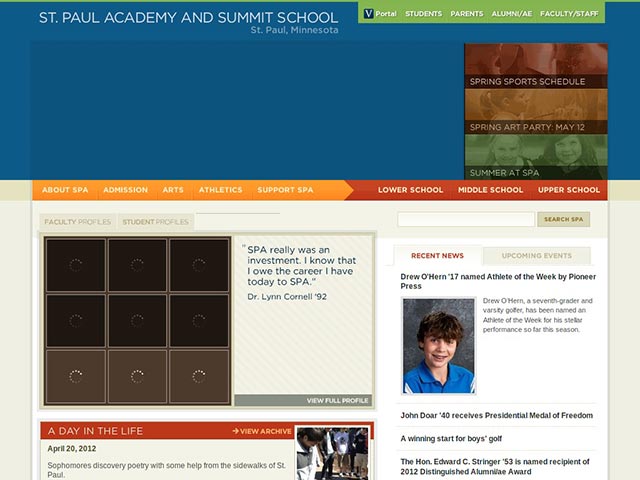 ST. PAUL ACADEMY AND SUMMIT SCHOOL
St. Paul, Minnesota
V Portal STUDENTS PARENTS ALUMNI/AE FACULTY/STAFF
SPRING SPORTS SCHEDULE
SPRING ART PARTY: MAY 12
SUMMER AT SPA
ABOUT SPA ADMISSION ARTS ATHLETICS SUPPORT SPA LOWER SCHOOL MIDDLE SCHOOL UPPER SCHOOL
FACULTY PROFILES STUDENT PROFILES
SEARCH SPA
"SPA really was an
investment. I know that
I owe the career I have
today to SPA."
Dr. Lynn Cornell '92
VIEW FULL PROFILE
RECENT NEWS UPCOMING EVENTS
Drew O'Hern '17 named Athlete of the Week by Pioneer
Press
Drew O'Hern, a seventh-grader and
varsity golfer, has been named an
Athlete of the Week for his stellar
performance so far this season.
John Doar '40 receives Presidential Medal of Freedom
A winning start for boys' golf
The Hon. Edward C. Stringer '53 is named recipient of
2012 Distinguished Alumni/ae Award
A DAY IN THE LIFE VIEW ARCHIVE
April 20, 2012
Sophomores discovery poetry with some help from the sidewalks of St.
Paul.